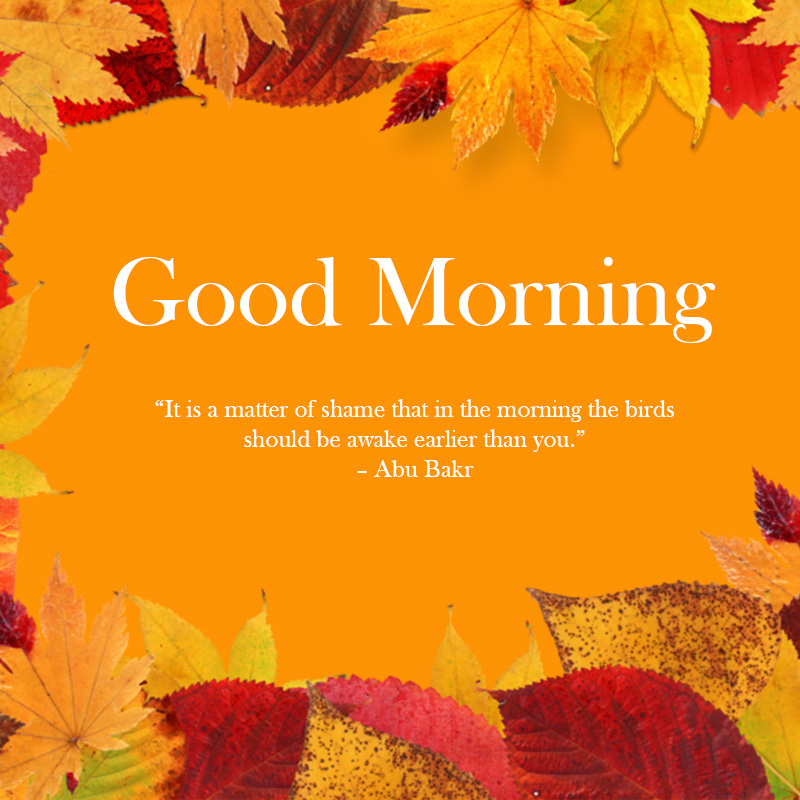 Good Morning
“It is a matter of shame that in the morning the birds
should be awake earlier than you.”
– Abu Bakr